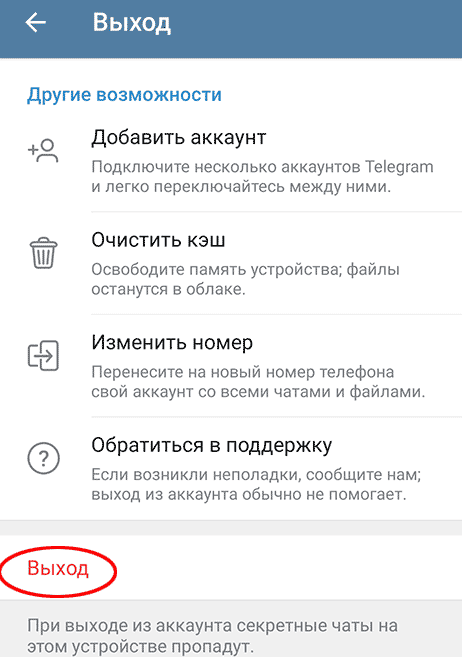 Выход
Другие возможности
Добавить аккаунт
Подключите несколько аккаунтов Telegram
и легко переключайтесь между ними.
Очистить кэш
Освободите память устройства; файлы
останутся в облаке.
Изменить номер
Перенесите на новый номер телефона
свой аккаунт со всеми чатами и файлами.
Обратиться в поддержку
Если возникли неполадки, сообщите нам;
выход из аккаунта обычно не помогает.
Выход
При выходе из аккаунта секретные чаты на
этом устройстве пропадут.